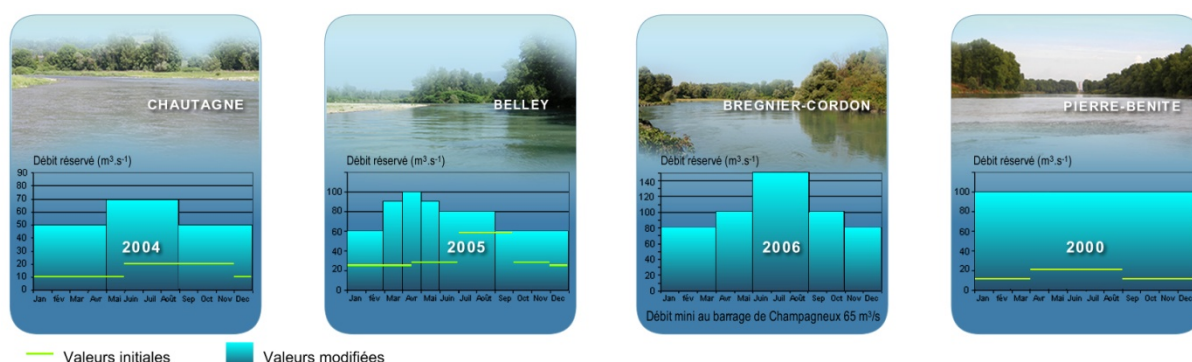 CHAUTAGNE
Débit réservé (m³.s⁻¹)
90
80
70
60
50
40
30
20
10
0
2004
Jan fév Mar Avr Mai Juin Juil Août Sep Oct Nov Dec
BELLEY
Débit réservé (m³.s⁻¹)
100
80
60
40
20
0
2005
Jan fév Mar Avr Mai Juin Juil Août Sep Oct Nov Dec
BREGNIER-CORDON
Débit réservé (m³.s⁻¹)
140
120
100
80
60
40
20
0
2006
Jan fév Mar Avr Mai Juin Juil Août Sep Oct Nov Dec
Débit mini au barrage de Champagneux 65 m³/s
PIERRE-BENITE
Débit réservé (m³.s⁻¹)
100
80
60
40
20
0
2000
Jan fév Mar Avr Mai Juin Juil Août Sep Oct Nov Dec
Valeurs initiales
Valeurs modifiées